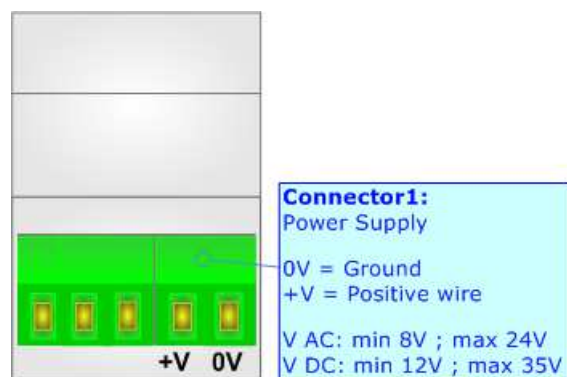 Connector1:
Power Supply
0V = Ground
+V = Positive wire
V AC: min 8V ; max 24V
V DC: min 12V ; max 35V
+V 0V